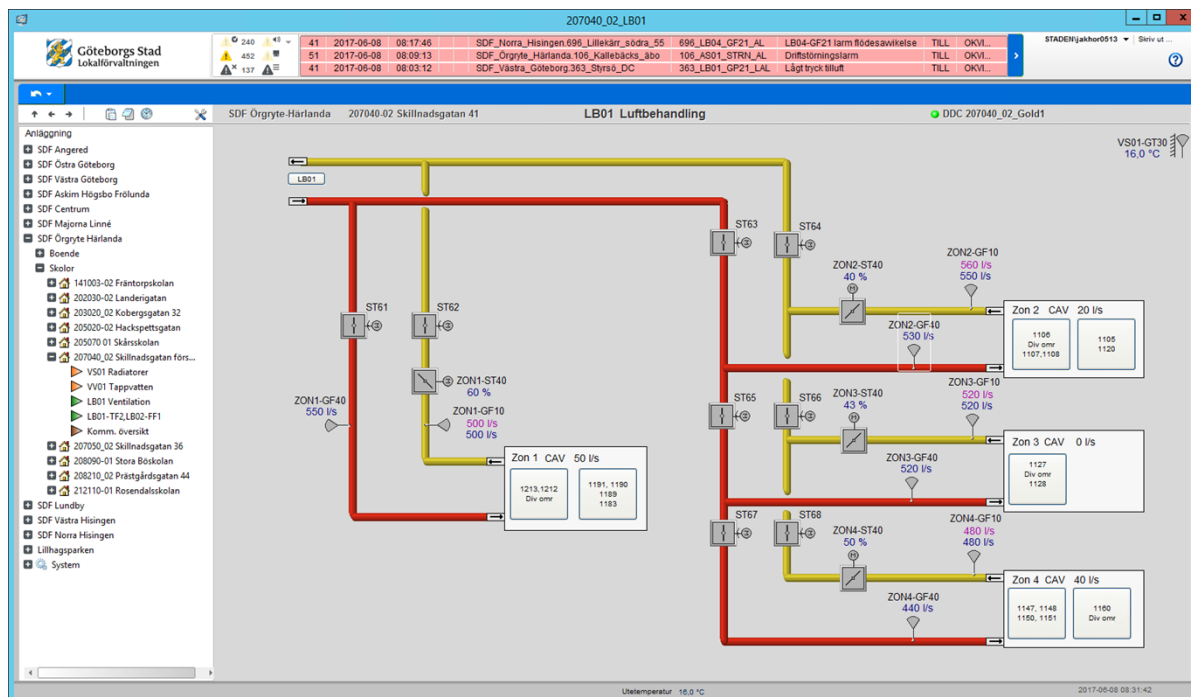 207040_02_LB01
Göteborgs Stad
Lokalförvaltningen
240
452
137
41 2017-06-08 08:17:46 SDF_Norra_Hisingen.696_Lillekärr_södra_55 696_LB04_GF21_AL LB04-GF21 larm flödesavvikelse TILL OKVI...
51 2017-06-08 08:09:13 SDF_Örgryte_Härlanda.106_Kallebäcks_äbo 106_AS01_STRN_AL Driftstörningslarm TILL OKVI...
41 2017-06-08 08:03:12 SDF_Västra_Göteborg.363_Styrsö_DC 363_LB01_GP21_LAL Lågt tryck tilluft TILL OKVI...
STADEN\jakhor0513 Skriv ut ...
SDF Örgryte-Härlanda 207040-02 Skillnadsgatan 41 LB01 Luftbehandling DDC 207040_02_Gold1
Anläggning
SDF Angered
SDF Östra Göteborg
SDF Västra Göteborg
SDF Askim Högsbo Frölunda
SDF Centrum
SDF Majorna Linné
SDF Örgryte Härlanda
Boende
Skolor
141003-02 Fräntorpskolan
202030-02 Landerigatan
203020_02 Kobergsgatan 32
205020-02 Hackspettsgatan
205070 01 Skårsskolan
207040_02 Skillnadsgatan förs...
VS01 Radiatorer
VV01 Tappvatten
LB01 Ventilation
LB01-TF2,LB02-FF1
Komm. översikt
207050_02 Skillnadsgatan 36
208090-01 Stora Böskolan
208210_02 Prästgårdsgatan 44
212110-01 Rosendalsskolan
SDF Lundby
SDF Västra Hisingen
SDF Norra Hisingen
Lillhagsparken
System
VS01-GT30
16,0 °C
LB01
ST63
ST64
ZON2-ST40
40 %
ZON2-GF10
560 l/s
550 l/s
ZON2-GF40
530 l/s
Zon 2 CAV 20 l/s
1106
Div omr
1107,1108
1105
1120
ST61
ST62
ZON1-ST40
60 %
ZON1-GF40
550 l/s
ZON1-GF10
500 l/s
500 l/s
Zon 1 CAV 50 l/s
1213,1212
Div omr
1191, 1190
1189
1183
ST65
ST66
ZON3-ST40
43 %
ZON3-GF10
520 l/s
520 l/s
ZON3-GF40
520 l/s
Zon 3 CAV 0 l/s
1127
Div omr
1128
ST67
ST68
ZON4-ST40
50 %
ZON4-GF10
480 l/s
480 l/s
ZON4-GF40
440 l/s
Zon 4 CAV 40 l/s
1147, 1148
1150, 1151
1160
Div omr
Utetemperatur 16,0 °C
2017-06-08 08:31:42